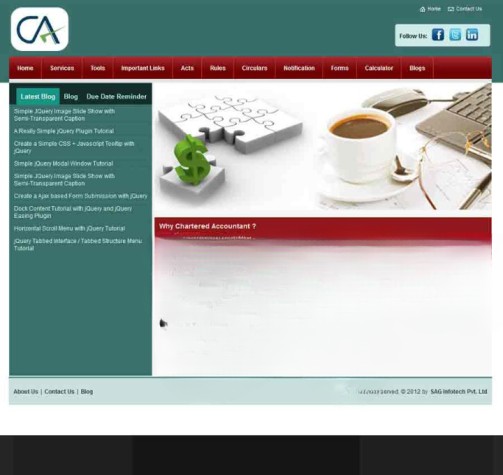 Home Contact Us
CA
Follow Us:
Home Services Tools Important Links Acts Rules Circulars Notification Forms Calculator Blogs
Latest Blog Blog Due Date Reminder
Simple JQuery Image Slide Show with
Semi-Transparent Caption
A Really Simple jQuery Plugin Tutorial
Create a Simple CSS + Javascript Tooltip with
jQuery
Simple jQuery Modal Window Tutorial
Simple JQuery Image Slide Show with
Semi-Transparent Caption
Create a Ajax based Form Submission with jQuery
Dock Content Tutorial with jQuery and jQuery
Easing Plugin
Horizontal Scroll Menu with jQuery Tutorial
jQuery Tabbed Interface / Tabbed Structure Menu
Tutorial
Why Chartered Accountant ?
About Us | Contact Us | Blog
© 2012 by SAG Infotech Pvt. Ltd